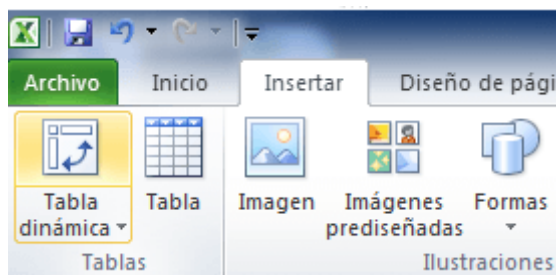 Archivo Inicio Insertar Diseño de pági
Tabla dinámica Tabla Imagen Imágenes prediseñadas Formas
Tablas Ilustraciones